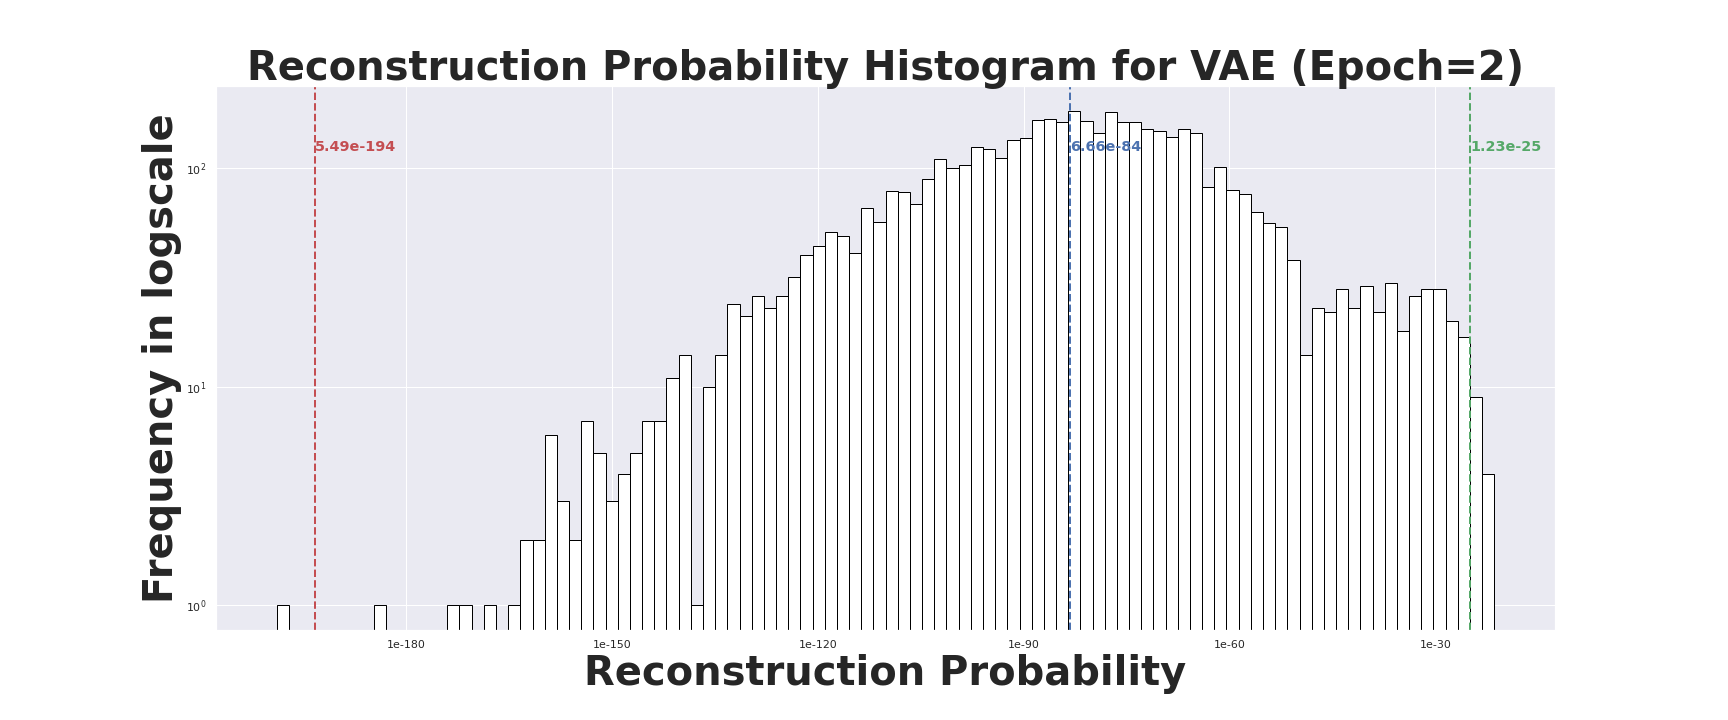 Reconstruction Probability Histogram for VAE (Epoch=2)
Frequency in logscale
10²
10¹
10⁰
5.49e-194
6.66e-84
1.23e-25
1e-180
1e-150
1e-120
1e-90
1e-60
1e-30
Reconstruction Probability